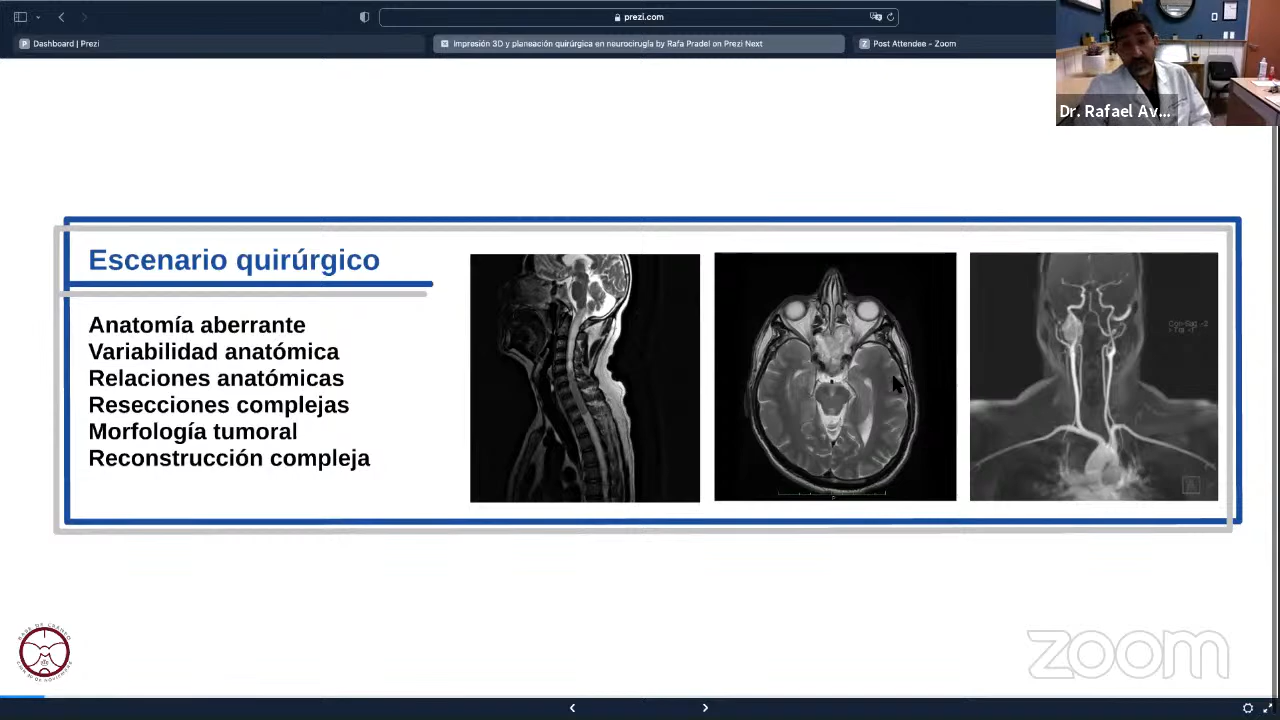 prezi.com
Dashboard | Prezi
Impresión 3D y planeación quirúrgica en neurocirugía by Rafa Pradel on Prezi Next
Post Attendee - Zoom
Dr. Rafael Av...
Escenario quirúrgico
Anatomía aberrante
Variabilidad anatómica
Relaciones anatómicas
Resecciones complejas
Morfología tumoral
Reconstrucción compleja
zoom